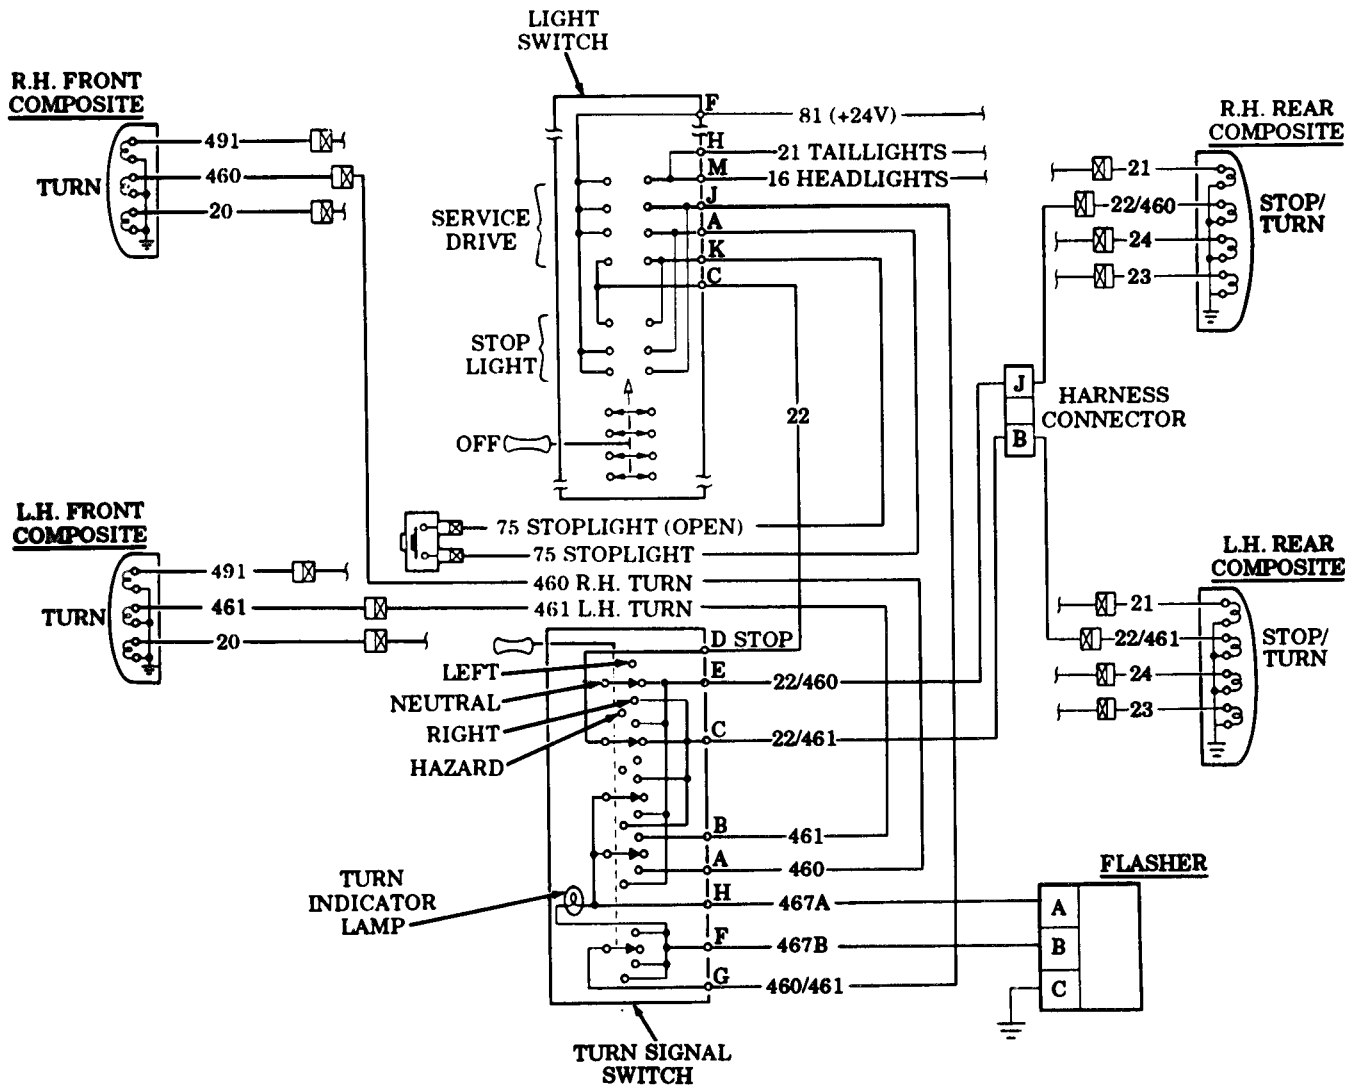 LIGHT
SWITCH
R.H. FRONT
COMPOSITE
491
TURN
460
20
F
81 (+24V)
H
21 TAILLIGHTS
M
16 HEADLIGHTS
J
A
K
C
SERVICE
DRIVE
STOP
LIGHT
OFF
22
R.H. REAR
COMPOSITE
21
22/460
STOP/
TURN
24
23
J
B
HARNESS
CONNECTOR
L.H. FRONT
COMPOSITE
491
TURN
461
20
75 STOPLIGHT (OPEN)
75 STOPLIGHT
460 R.H. TURN
461 L.H. TURN
L.H. REAR
COMPOSITE
21
22/461
STOP/
TURN
24
23
D STOP
LEFT
E
22/460
NEUTRAL
RIGHT
C
22/461
HAZARD
B
461
A
460
H
467A
F
467B
G
460/461
TURN
INDICATOR
LAMP
FLASHER
A
B
C
TURN SIGNAL
SWITCH